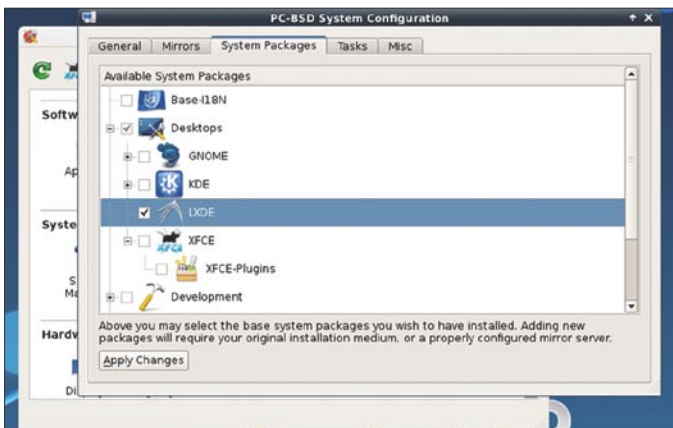 PC-BSD System Configuration
General Mirrors System Packages Tasks Misc
Available System Packages
Base-I18N
Softw
Desktops
GNOME
Ap
KDE
LXDE
Syste
XFCE
XFCE-Plugins
S
Ma
Development
Hardw
Above you may select the base system packages you wish to have installed. Adding new
packages will require your original installation medium, or a properly configured mirror server.
Apply Changes